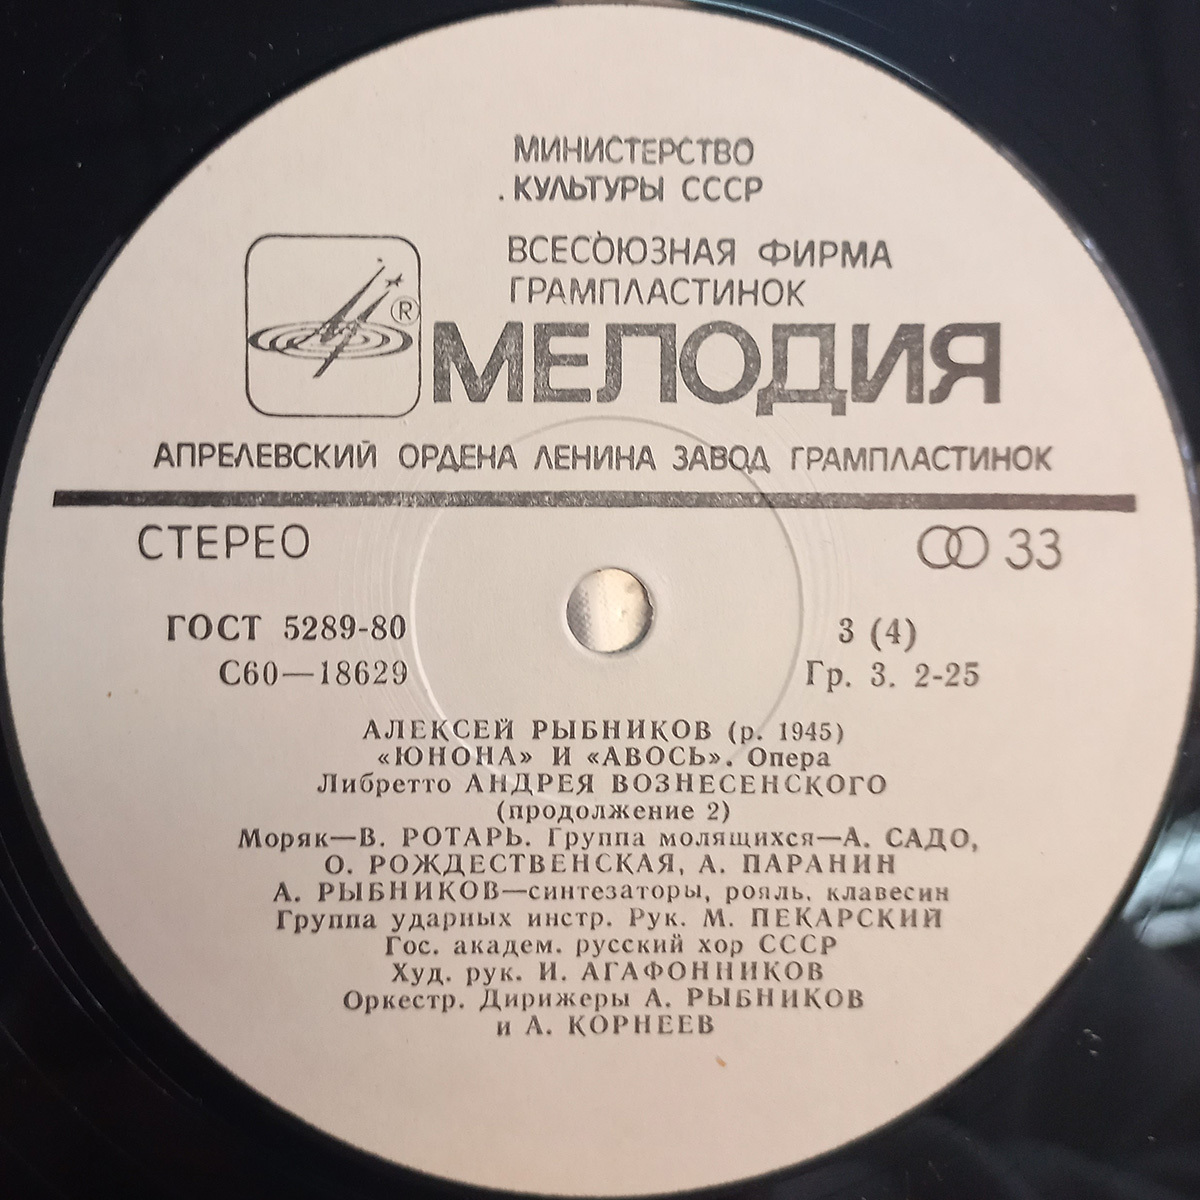 МИНИСТЕРСТВО
КУЛЬТУРЫ СССР
ВСЕСОЮЗНАЯ ФИРМА
ГРАМПЛАСТИНОК
®
МЕЛОДИЯ
АПРЕЛЕВСКИЙ ОРДЕНА ЛЕНИНА ЗАВОД ГРАМПЛАСТИНОК
СТЕРЕО 33
ГОСТ 5289-80 3 (4)
С60—18629 Гр. 3. 2-25
АЛЕКСЕЙ РЫБНИКОВ (р. 1945)
«ЮНОНА» И «АВОСЬ». Опера
Либретто АНДРЕЯ ВОЗНЕСЕНСКОГО
(продолжение 2)
Моряк—В. РОТАРЬ. Группа молящихся—А. САДО,
О. РОЖДЕСТВЕНСКАЯ, А. ПАРАНИН
А. РЫБНИКОВ—синтезаторы, рояль, клавесин
Группа ударных инстр. Рук. М. ПЕКАРСКИЙ
Гос. академ. русский хор СССР
Худ. рук. И. АГАФОННИКОВ
Оркестр. Дирижеры А. РЫБНИКОВ
и А. КОРНЕЕВ